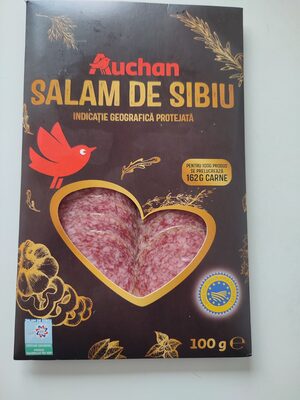 Auchan
SALAM DE SIBIU
INDICAȚIE GEOGRAFICĂ PROTEJATĂ
PENTRU 100G PRODUS
SE PRELUCREAZĂ
162G CARNE
100 g e